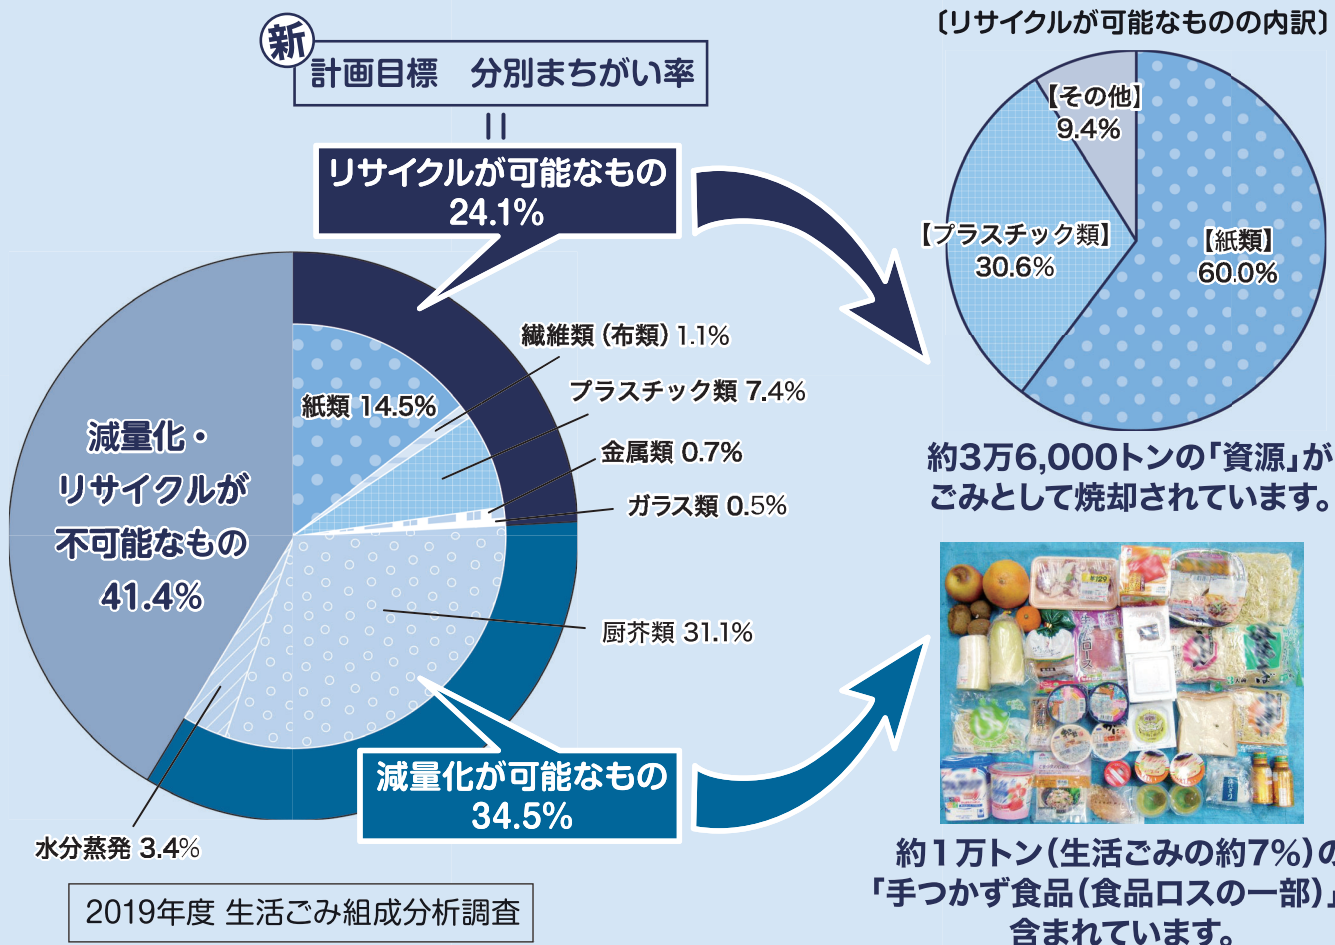 新
計画目標 分別まちがい率
=
リサイクルが可能なもの
24.1%
減量化・
リサイクルが
不可能なもの
41.4%
紙類 14.5%
繊維類(布類)1.1%
プラスチック類 7.4%
金属類 0.7%
ガラス類 0.5%
厨芥類 31.1%
減量化が可能なもの
34.5%
水分蒸発 3.4%
2019年度 生活ごみ組成分析調査
〔リサイクルが可能なものの内訳〕
【その他】
9.4%
【プラスチック類】
30.6%
【紙類】
60.0%
約3万6,000トンの「資源」が
ごみとして焼却されています。
約1万トン(生活ごみの約7%)の
「手つかず食品(食品ロスの一部)」
含まれています。